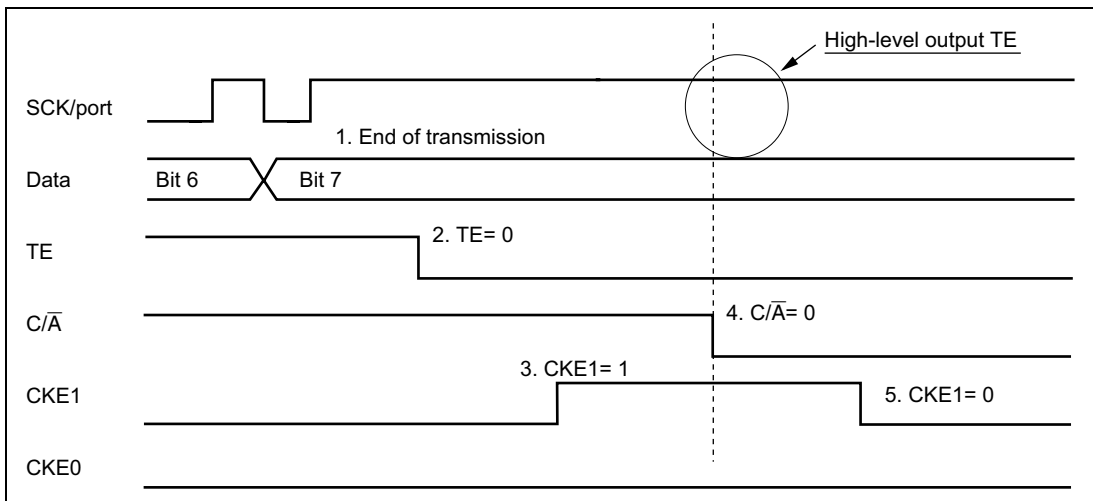 High-level output TE
SCK/port
1. End of transmission
Data
Bit 6
Bit 7
TE
2. TE= 0
C/A̅
4. C/A̅= 0
3. CKE1= 1
CKE1
5. CKE1= 0
CKE0